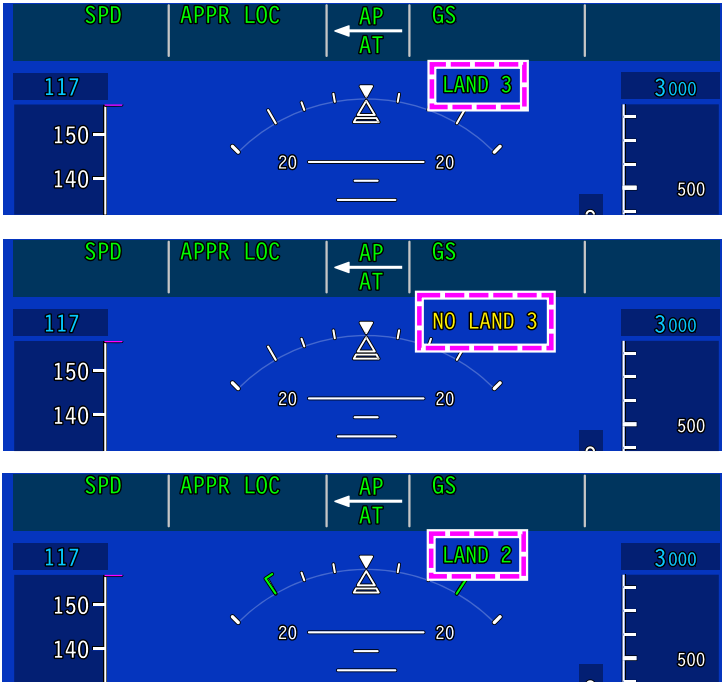 SPD APPR LOC AP GS
AT
LAND 3
117 3000
150
20 20
140 500
SPD APPR LOC AP GS
AT
NO LAND 3
117 3000
150
20 20
140 500
SPD APPR LOC AP GS
AT
LAND 2
117 3000
150
20 20
140 500